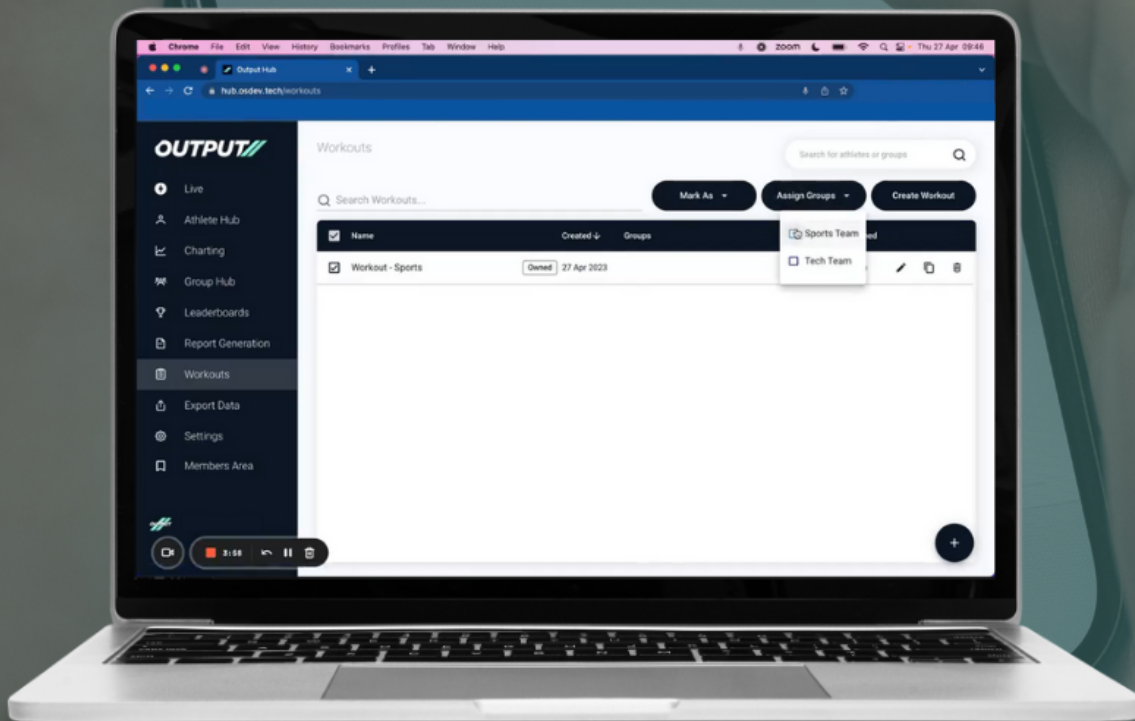 Chrome File Edit View History Bookmarks Profiles Tab Window Help zoom Thu 27 Apr 09:46
Output Hub
hub.osdev.tech/workouts
OUTPUT
Workouts
Search for athletes or groups
Live
Search Workouts...
Mark As
Assign Groups
Create Workout
Athlete Hub
Name Created Groups
Sports Team
Charting
Workout - Sports Owned 27 Apr 2023
Tech Team
Group Hub
Leaderboards
Report Generation
Workouts
Export Data
Settings
Members Area